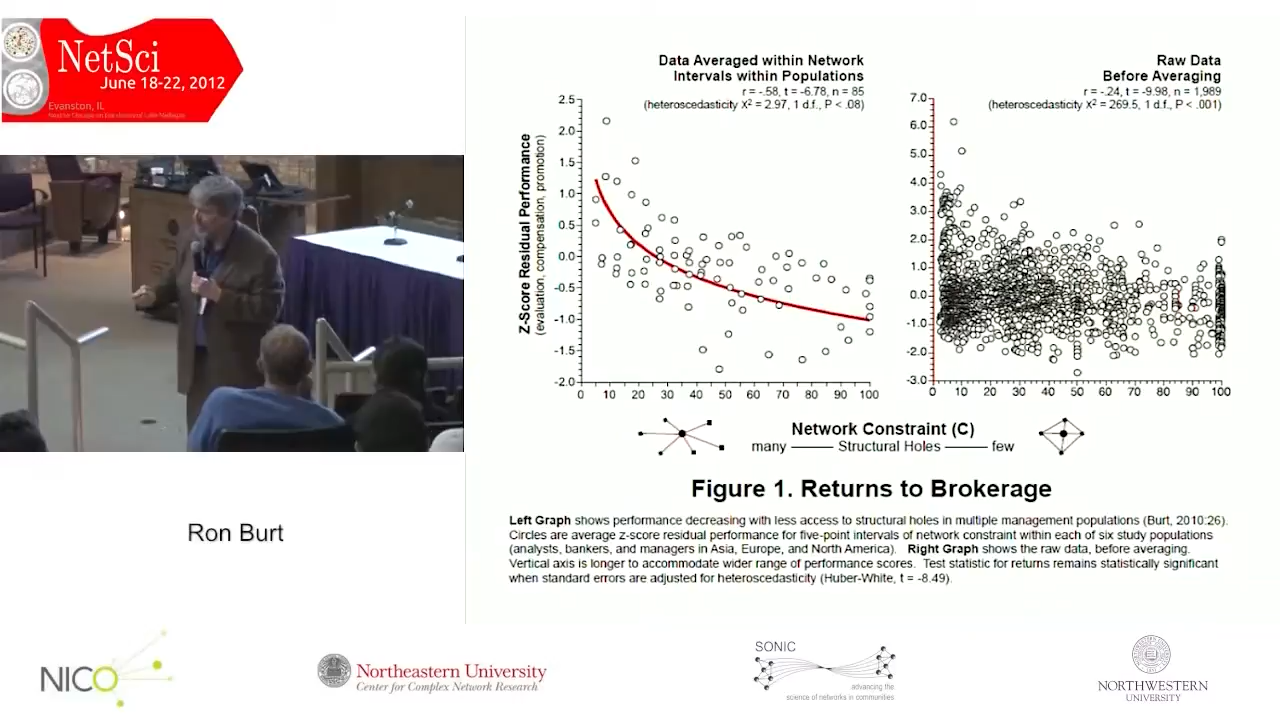 NetSci
June 18-22, 2012
Evanston, IL
Ron Burt
Data Averaged within Network
Intervals within Populations
r = -.58, t = -6.78, n = 85
(heteroscedasticity X² = 2.97, 1 d.f., P < .08)
Z-Score Residual Performance
(evaluation, compensation, promotion)
2.5
2.0
1.5
1.0
0.5
0.0
-0.5
-1.0
-1.5
-2.0
0 10 20 30 40 50 60 70 80 90 100
Raw Data
Before Averaging
r = -.24, t = -9.98, n = 1,989
(heteroscedasticity X² = 269.5, 1 d.f., P < .001)
7.0
6.0
5.0
4.0
3.0
2.0
1.0
0.0
-1.0
-2.0
-3.0
0 10 20 30 40 50 60 70 80 90 100
Network Constraint (C)
many —— Structural Holes —— few
Figure 1. Returns to Brokerage
Left Graph shows performance decreasing with less access to structural holes in multiple management populations (Burt, 2010:26).
Circles are average z-score residual performance for five-point intervals of network constraint within each of six study populations
(analysts, bankers, and managers in Asia, Europe, and North America). Right Graph shows the raw data, before averaging.
Vertical axis is longer to accommodate wider range of performance scores. Test statistic for returns remains statistically significant
when standard errors are adjusted for heteroscedasticity (Huber-White, t = -8.49).
NICO
Northeastern University
Center for Complex Network Research
SONIC
advancing the
science of networks in communities
NORTHWESTERN
UNIVERSITY